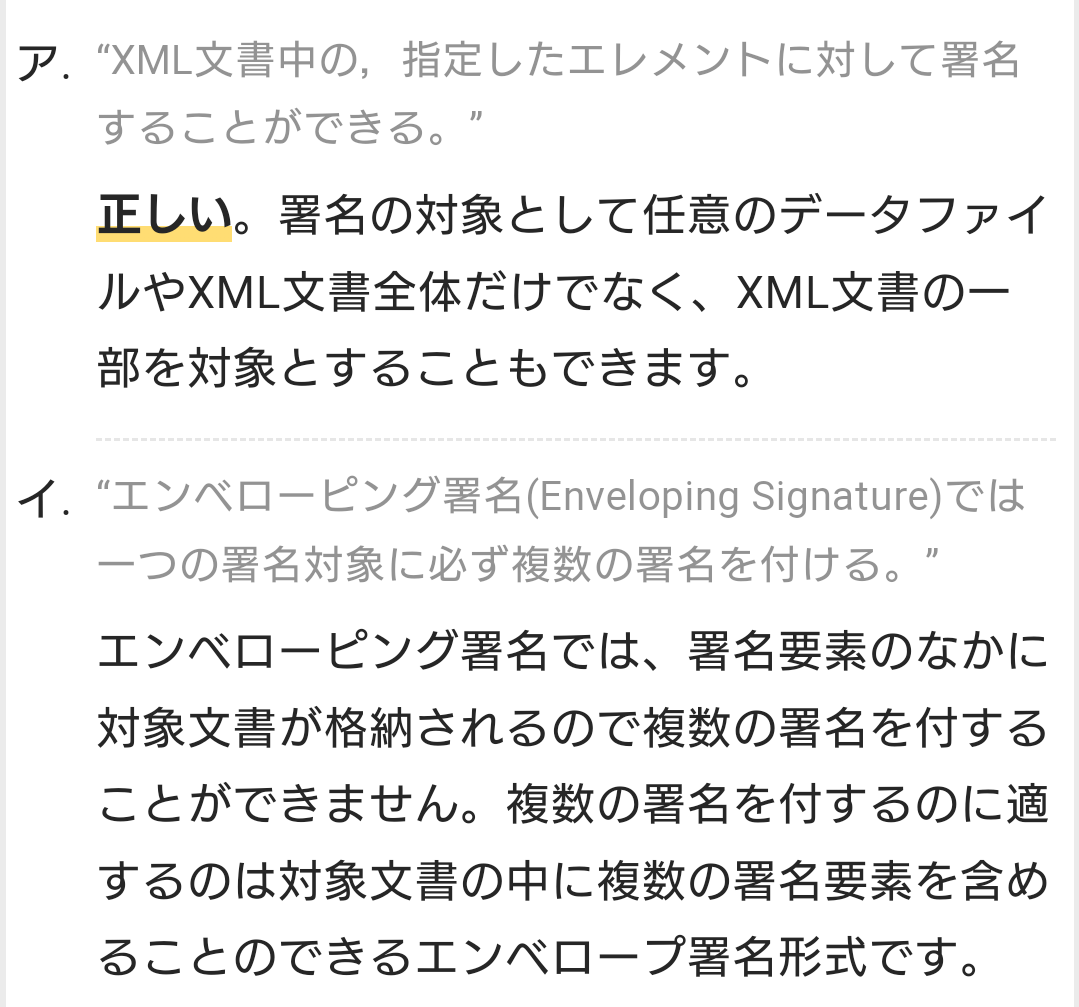 ア. “XML文書中の，指定したエレメントに対して署名
することができる。”
正しい。署名の対象として任意のデータファイ
ルやXML文書全体だけでなく、XML文書の一
部を対象とすることもできます。
イ. “エンベローピング署名(Enveloping Signature)では
一つの署名対象に必ず複数の署名を付ける。”
エンベローピング署名では、署名要素のなかに
対象文書が格納されるので複数の署名を付する
ことができません。複数の署名を付するのに適
するのは対象文書の中に複数の署名要素を含め
ることのできるエンベロープ署名形式です。